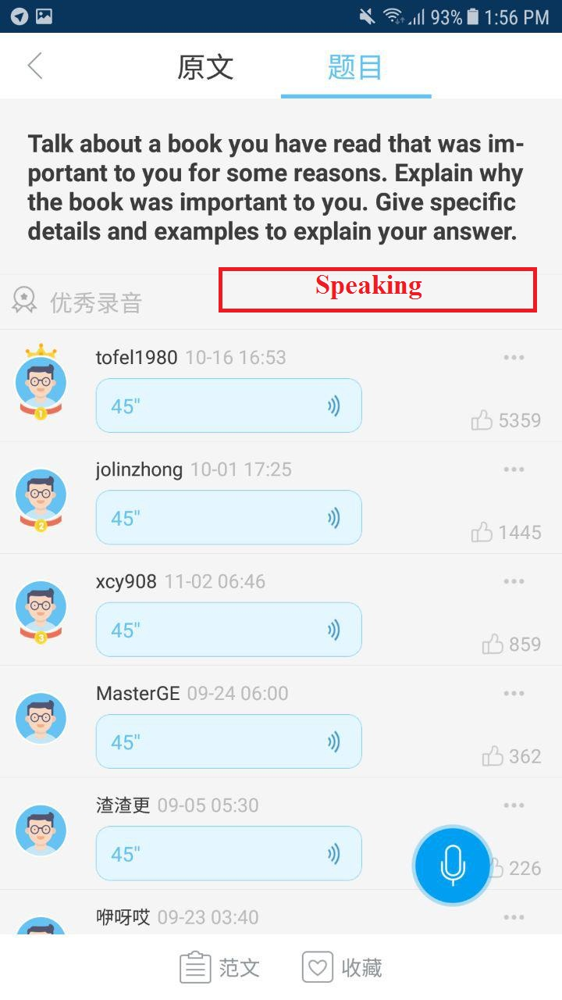 93% 1:56 PM
原文 题目
Talk about a book you have read that was im-
portant to you for some reasons. Explain why
the book was important to you. Give specific
details and examples to explain your answer.
Speaking
优秀录音
tofel1980 10-16 16:53
45"
5359
1
jolinzhong 10-01 17:25
45"
1445
2
xcy908 11-02 06:46
45"
859
3
MasterGE 09-24 06:00
45"
362
渣渣更 09-05 05:30
45"
226
咿呀哎 09-23 03:40
范文 收藏